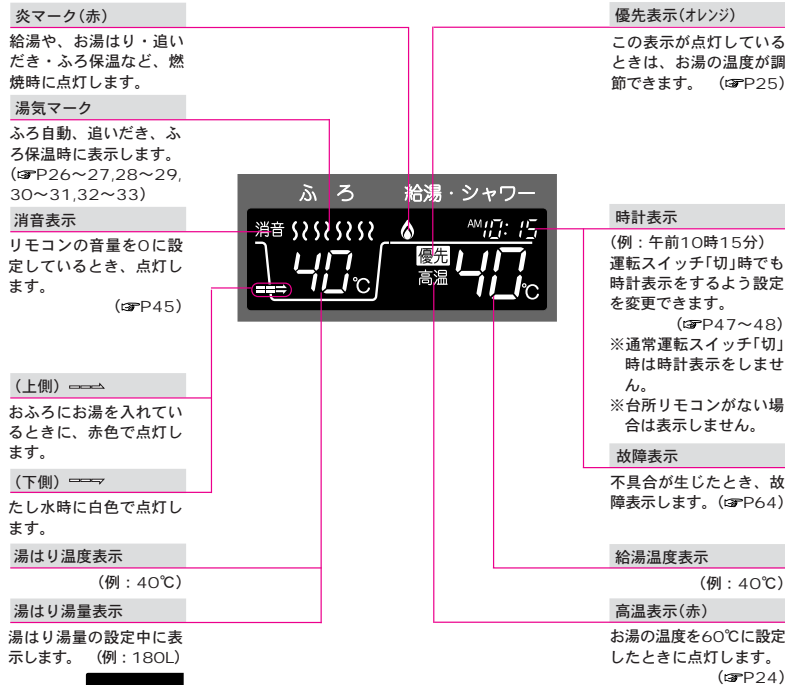 炎マーク(赤)
給湯や、お湯はり・追い
だき・ふろ保温など、燃
焼時に点灯します。
湯気マーク
ふろ自動、追いだき、ふ
ろ保温時に表示します。
(☞P26～27,28～29,
30～31,32～33)
消音表示
リモコンの音量を0に設
定しているとき、点灯し
ます。
(☞P45)
(上側)
おふろにお湯を入れてい
るときに、赤色で点灯し
ます。
(下側)
たし水時に白色で点灯し
ます。
湯はり温度表示
(例：40℃)
湯はり湯量表示
湯はり湯量の設定中に表
示します。 (例：180L)
ふろ 給湯・シャワー
消音 AM10:15
40℃ 優先 高温 40℃
優先表示(オレンジ)
この表示が点灯している
ときは、お湯の温度が調
節できます。 (☞P25)
時計表示
(例：午前10時15分)
運転スイッチ「切」時でも
時計表示をするよう設定
を変更できます。
(☞P47～48)
※通常運転スイッチ「切」
時は時計表示をしませ
ん。
※台所リモコンがない場
合は表示しません。
故障表示
不具合が生じたとき、故
障表示します。(☞P64)
給湯温度表示
(例：40℃)
高温表示(赤)
お湯の温度を60℃に設定
したときに点灯します。
(☞P24)